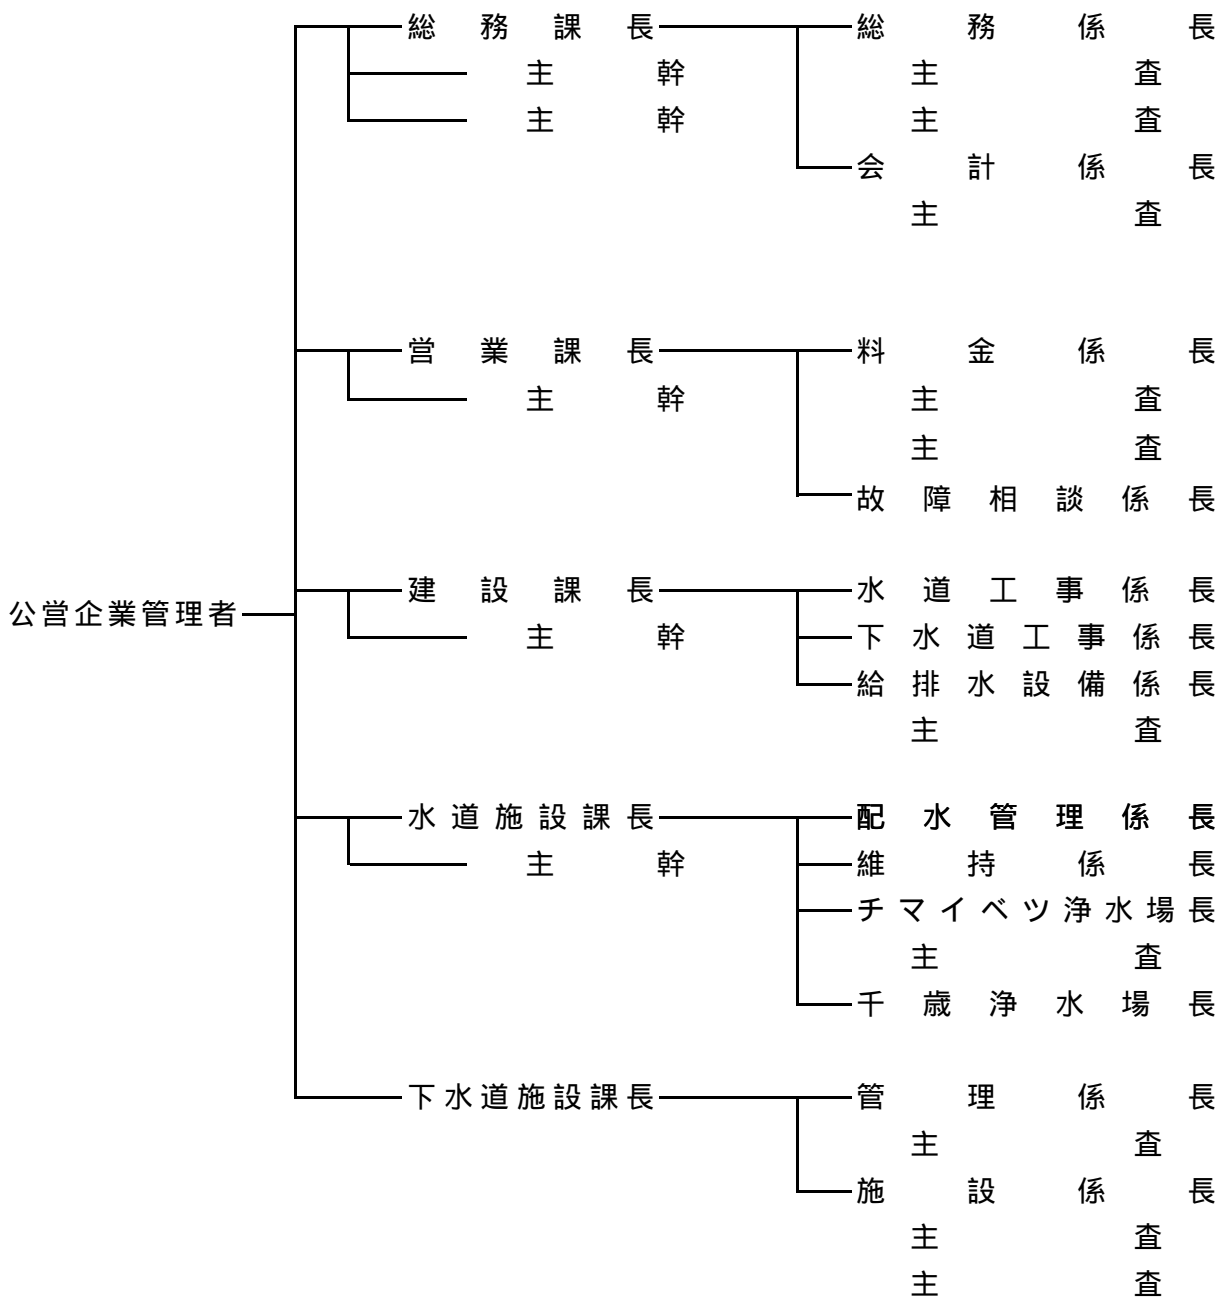 総務課長 総務係長
主幹 主査
主幹 主査
会計係長
主査
営業課長 料金係長
主幹 主査
主査
故障相談係長
建設課長 水道工事係長
公営企業管理者
主幹 下水道工事係長
給排水設備係長
主査
水道施設課長 配水管理係長
主幹 維持係長
チマイベツ浄水場長
主査
千歳浄水場長
下水道施設課長 管理係長
主査
施設係長
主査
主査